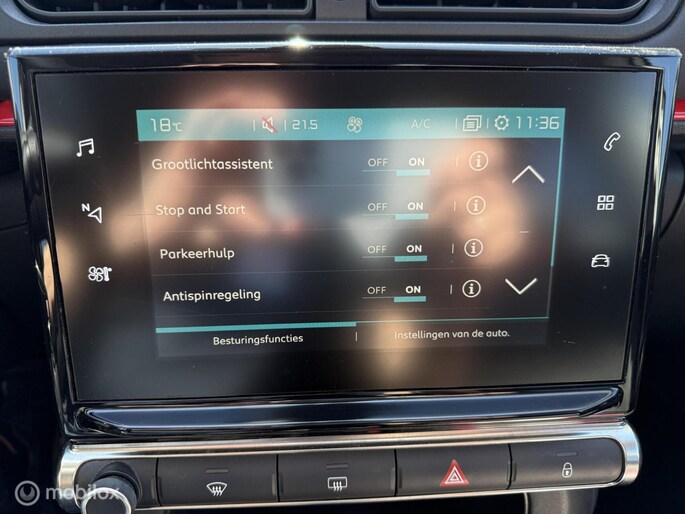 18°C 21.5 A/C 11:36
Grootlichtassistent OFF ON
Stop and Start OFF ON
N
Parkeerhulp OFF ON
Antispinregeling OFF ON
Besturingsfuncties | Instellingen van de auto.
mobilox